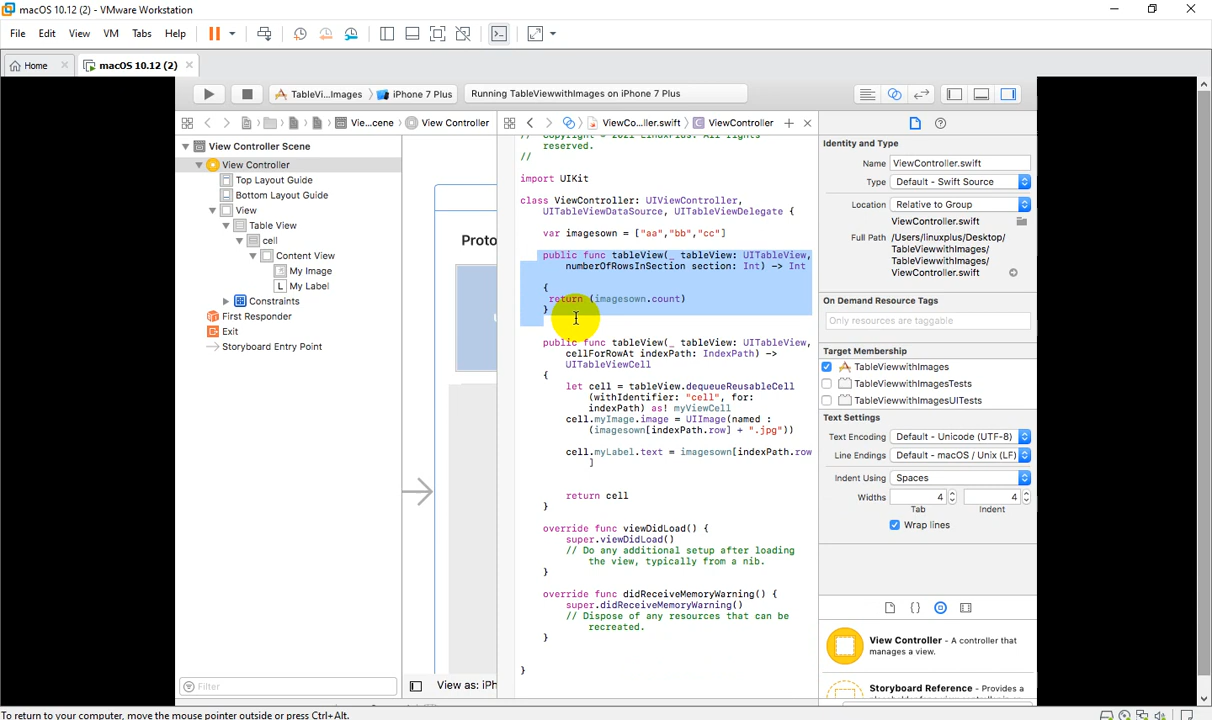 macOS 10.12 (2) - VMware Workstation
File Edit View VM Tabs Help
Home macOS 10.12 (2)
TableVi...Images iPhone 7 Plus Running TableViewwithImages on iPhone 7 Plus
Vie...cene View Controller ViewCo...ller.swift ViewController
View Controller Scene
View Controller
Top Layout Guide
Bottom Layout Guide
View
Table View
cell
Content View
My Image
L My Label
Constraints
First Responder
Exit
Storyboard Entry Point
Filter
Proto
View as: iPh
reserved.
//
import UIKit
class ViewController: UIViewController,
UITableViewDataSource, UITableViewDelegate {
var imagesown = ["aa","bb","cc"]
public func tableView(_ tableView: UITableView,
numberOfRowsInSection section: Int) -> Int
{
return (imagesown.count)
}
public func tableView(_ tableView: UITableView,
cellForRowAt indexPath: IndexPath) ->
UITableViewCell
{
let cell = tableView.dequeueReusableCell
(withIdentifier: "cell", for:
indexPath) as! myViewCell
cell.myImage.image = UIImage(named :
(imagesown[indexPath.row] + ".jpg"))
cell.myLabel.text = imagesown[indexPath.row
]
return cell
}
override func viewDidLoad() {
super.viewDidLoad()
// Do any additional setup after loading
the view, typically from a nib.
}
override func didReceiveMemoryWarning() {
super.didReceiveMemoryWarning()
// Dispose of any resources that can be
recreated.
}
}
Identity and Type
Name ViewController.swift
Type Default - Swift Source
Location Relative to Group
ViewController.swift
Full Path /Users/linuxplus/Desktop/
TableViewwithImages/
TableViewwithImages/
ViewController.swift
On Demand Resource Tags
Only resources are taggable
Target Membership
TableViewwithImages
TableViewwithImagesTests
TableViewwithImagesUITests
Text Settings
Text Encoding Default - Unicode (UTF-8)
Line Endings Default - macOS / Unix (LF)
Indent Using Spaces
Widths 4 4
Tab Indent
Wrap lines
View Controller - A controller that
manages a view.
Storyboard Reference - Provides a
To return to your computer, move the mouse pointer outside or press Ctrl+Alt.